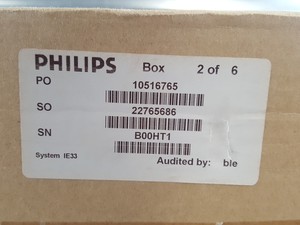 PHILIPS Box 2 of 6
PO 10516765
SO 22765686
SN B00HT1
System IE33 Audited by: ble